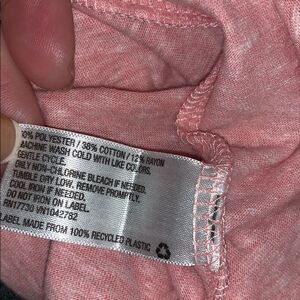 0% POLYESTER / 38% COTTON / 12% RAYON
MACHINE WASH COLD WITH LIKE COLORS.
GENTLE CYCLE.
ONLY NON-CHLORINE BLEACH IF NEEDED.
TUMBLE DRY LOW. REMOVE PROMPTLY.
COOL IRON IF NEEDED.
DO NOT IRON ON LABEL.
RN17730 VN1042782
LABEL MADE FROM 100% RECYCLED PLASTIC